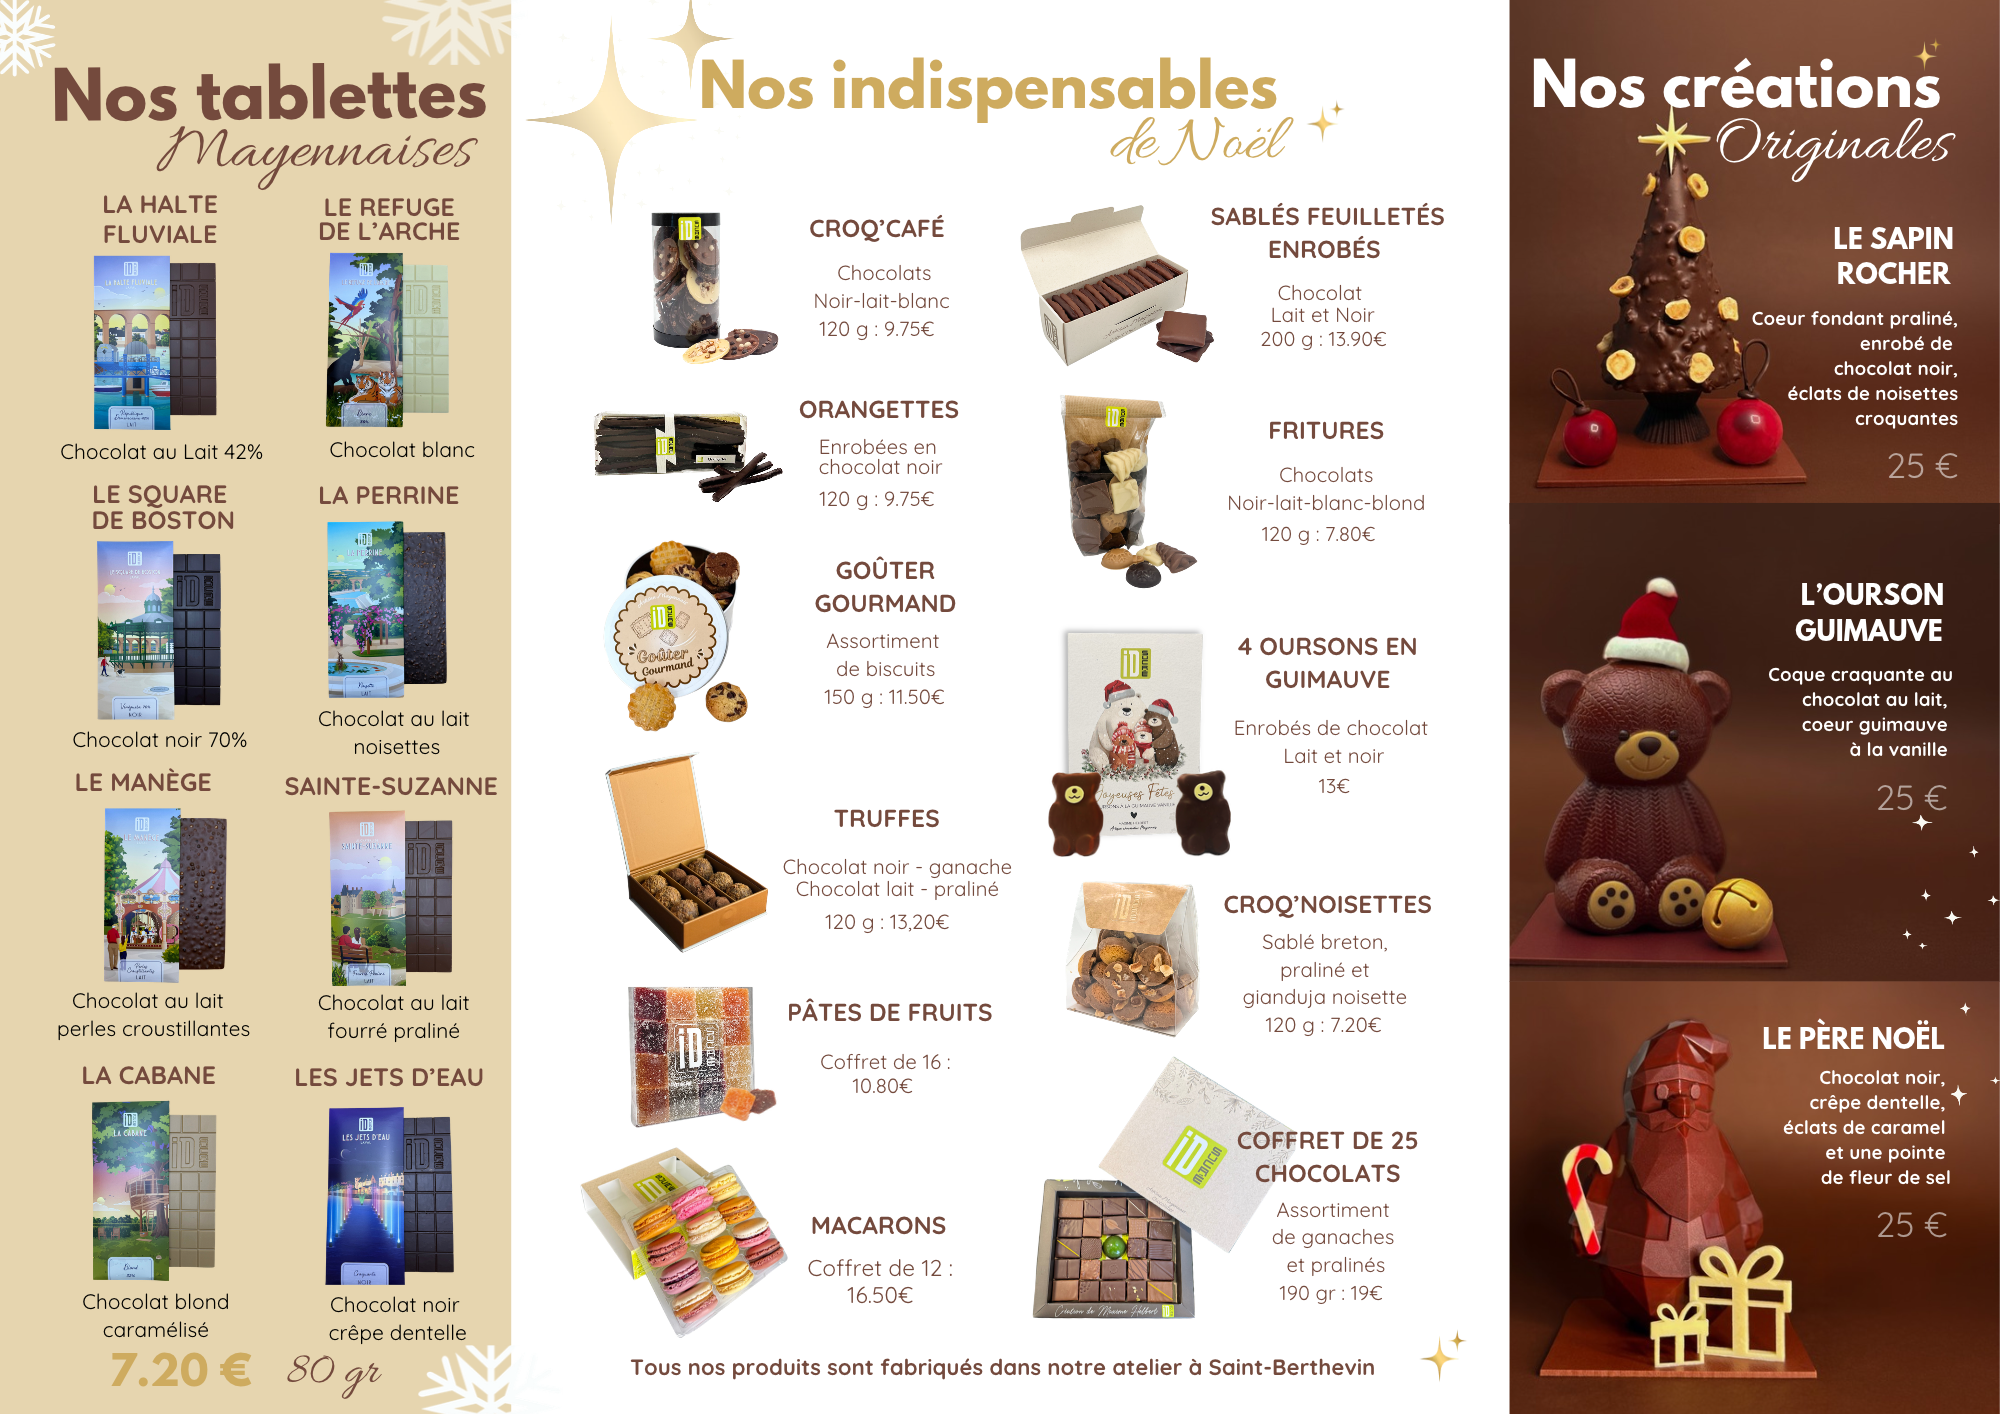 Nos tablettes
Mayennaises
LA HALTE
FLUVIALE
Chocolat au Lait 42%
LE REFUGE
DE L'ARCHE
Chocolat blanc
LE SQUARE
DE BOSTON
Chocolat noir 70%
LA PERRINE
Chocolat au lait
noisettes
LE MANÈGE
Chocolat au lait
perles croustillantes
SAINTE-SUZANNE
Chocolat au lait
fourré praliné
LA CABANE
Chocolat blond
caramélisé
LES JETS D'EAU
Chocolat noir
crêpe dentelle
7.20 € 80 gr
Nos indispensables
de Noël
CROQ'CAFÉ
Chocolats
Noir-lait-blanc
120 g : 9.75€
ORANGETTES
Enrobées en
chocolat noir
120 g : 9.75€
GOÛTER
GOURMAND
Assortiment
de biscuits
150 g : 11.50€
Goûter
Gourmand
TRUFFES
Chocolat noir - ganache
Chocolat lait - praliné
120 g : 13,20€
PÂTES DE FRUITS
Coffret de 16 :
10.80€
MACARONS
Coffret de 12 :
16.50€
SABLÉS FEUILLETÉS
ENROBÉS
Chocolat
Lait et Noir
200 g : 13.90€
FRITURES
Chocolats
Noir-lait-blanc-blond
120 g : 7.80€
4 OURSONS EN
GUIMAUVE
Enrobés de chocolat
Lait et noir
13€
Joyeuses Fêtes
CROQ'NOISETTES
Sablé breton,
praliné et
gianduja noisette
120 g : 7.20€
COFFRET DE 25
CHOCOLATS
Assortiment
de ganaches
et pralinés
190 gr : 19€
Tous nos produits sont fabriqués dans notre atelier à Saint-Berthevin
Nos créations
Originales
LE SAPIN
ROCHER
Coeur fondant praliné,
enrobé de
chocolat noir,
éclats de noisettes
croquantes
25 €
L'OURSON
GUIMAUVE
Coque craquante au
chocolat au lait,
coeur guimauve
à la vanille
25 €
LE PÈRE NOËL
Chocolat noir,
crêpe dentelle,
éclats de caramel
et une pointe
de fleur de sel
25 €